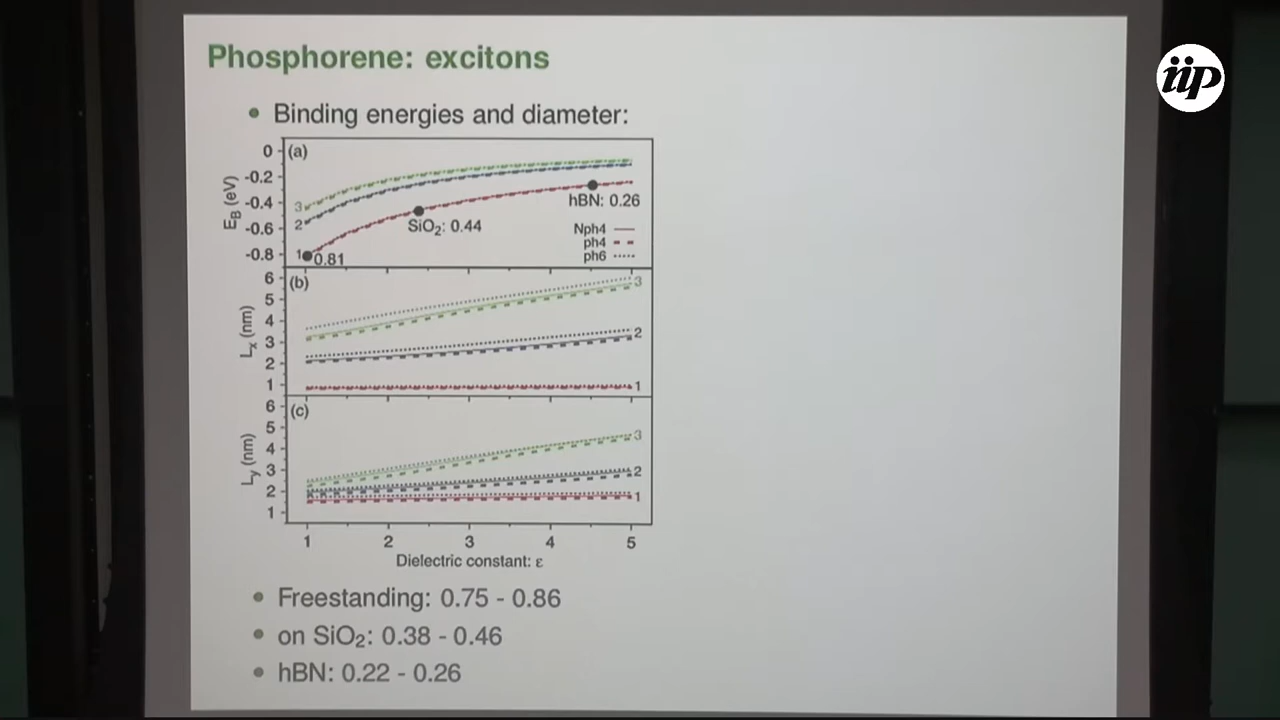 Phosphorene: excitons
iip
• Binding energies and diameter:
0
(a)
-0.2
-0.4
-0.6
-0.8
E_B (eV)
3
2
1
0.81
SiO₂: 0.44
hBN: 0.26
Nph4
ph4
ph6
6
(b)
5
4
3
2
1
Lₓ (nm)
3
2
1
6
(c)
5
4
3
2
1
L_y (nm)
3
2
1
1 2 3 4 5
Dielectric constant: ε
• Freestanding: 0.75 - 0.86
• on SiO₂: 0.38 - 0.46
• hBN: 0.22 - 0.26